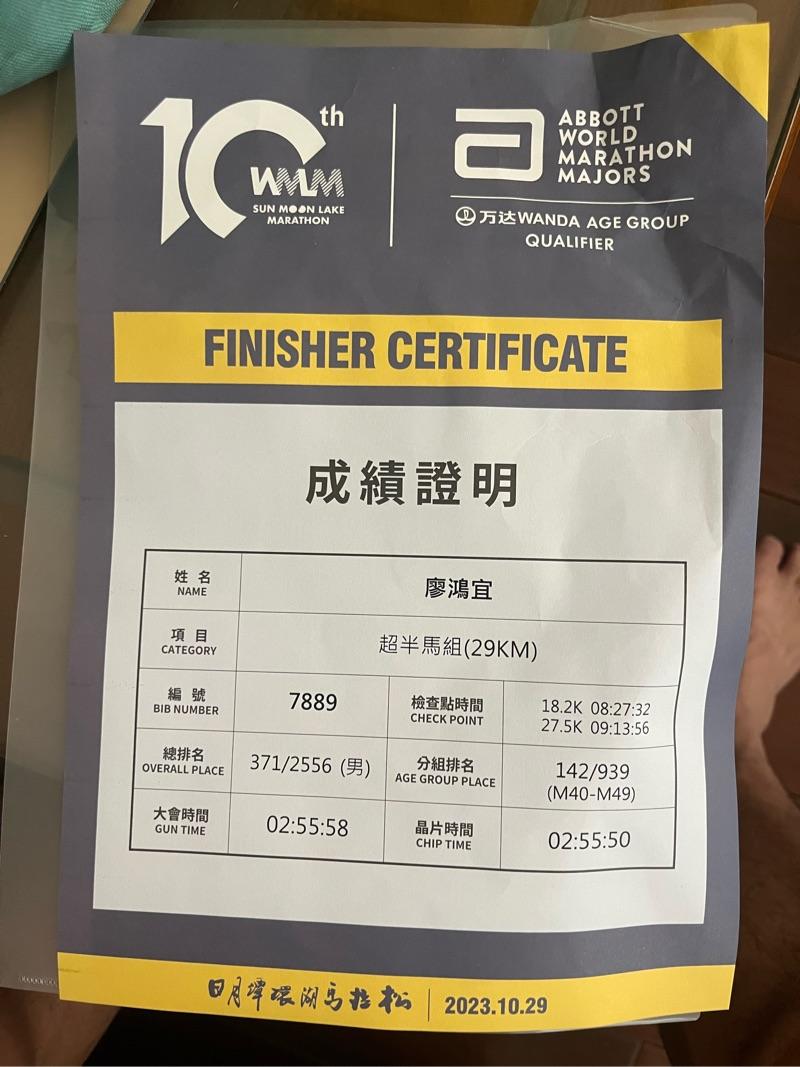 10th
WMLM
SUN MOON LAKE
MARATHON
ABBOTT
WORLD
MARATHON
MAJORS
万达WANDA AGE GROUP
QUALIFIER
FINISHER CERTIFICATE
成績證明
姓名
NAME
廖鴻宜
項目
CATEGORY
超半馬組(29KM)
編號
BIB NUMBER
7889
檢查點時間
CHECK POINT
18.2K 08:27:32
27.5K 09:13:56
總排名
OVERALL PLACE
371/2556 (男)
分組排名
AGE GROUP PLACE
142/939
(M40-M49)
大會時間
GUN TIME
02:55:58
晶片時間
CHIP TIME
02:55:50
日月潭環湖馬拉松 | 2023.10.29